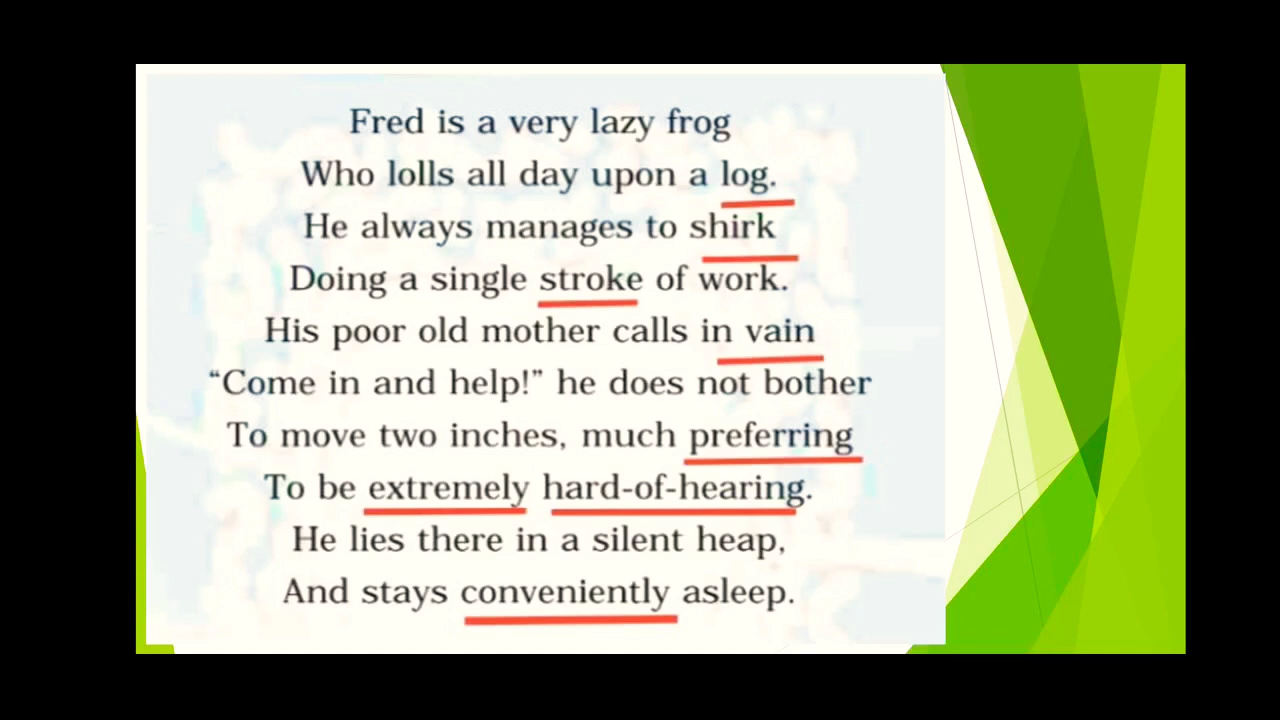 Fred is a very lazy frog
Who lolls all day upon a log.
He always manages to shirk
Doing a single stroke of work.
His poor old mother calls in vain
“Come in and help!” he does not bother
To move two inches, much preferring
To be extremely hard-of-hearing.
He lies there in a silent heap,
And stays conveniently asleep.